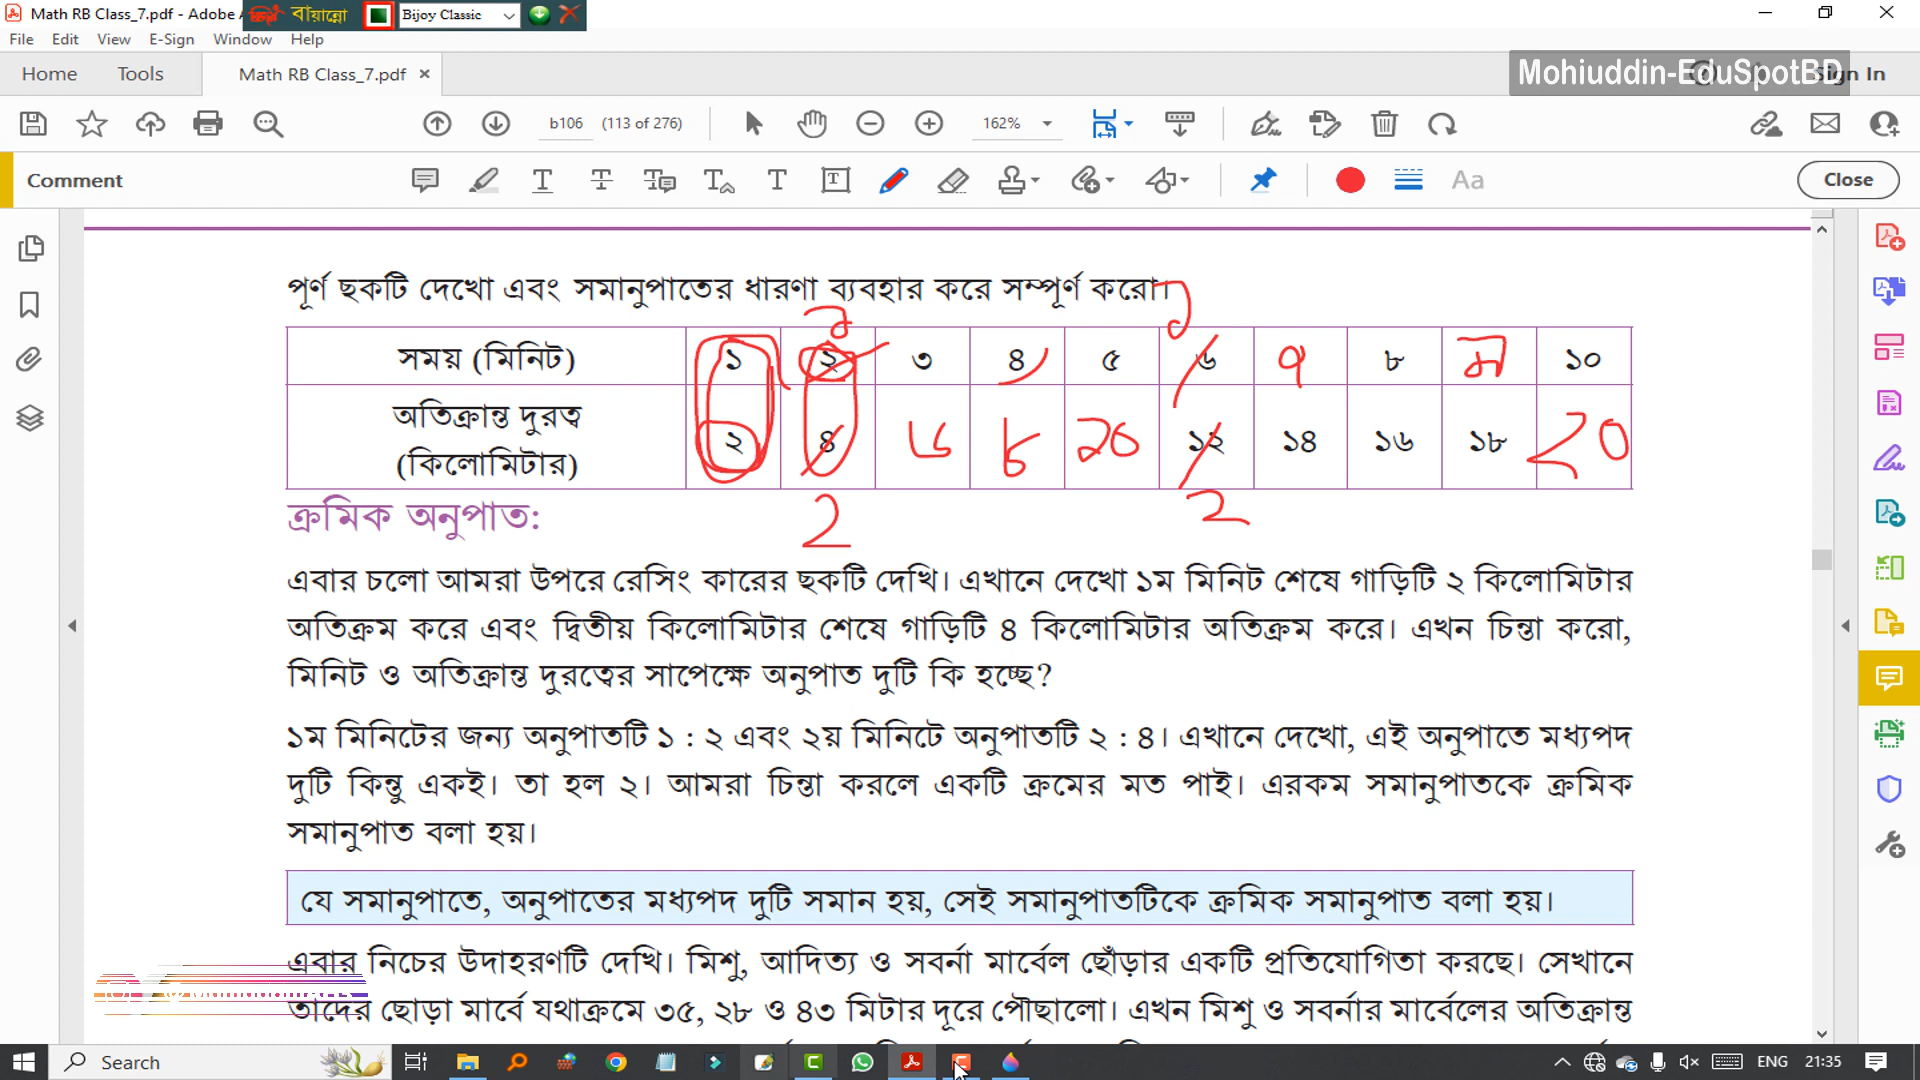 Math RB Class_7.pdf - Adobe A
বায়ান্নো
Bijoy Classic
File Edit View E-Sign Window Help
Home Tools Math RB Class_7.pdf ×
Mohiuddin-EduSpotBD
Sign In
b106 (113 of 276) 162%
Comment
Aa
Close
পূর্ণ ছকটি দেখো এবং সমানুপাতের ধারণা ব্যবহার করে সম্পূর্ণ করো।
১ ১
সময় (মিনিট) ১ ২ ৩ ৪ ৫ ৬ ৭ ৮ ৯ ১০
অতিক্রান্ত দুরত্ব
(কিলোমিটার) ২ ৪ ৬ ৮ ১০ ১২ ১৪ ১৬ ১৮ ২০
2 2
ক্রমিক অনুপাত:
এবার চলো আমরা উপরে রেসিং কারের ছকটি দেখি। এখানে দেখো ১ম মিনিট শেষে গাড়িটি ২ কিলোমিটার
অতিক্রম করে এবং দ্বিতীয় কিলোমিটার শেষে গাড়িটি ৪ কিলোমিটার অতিক্রম করে। এখন চিন্তা করো,
মিনিট ও অতিক্রান্ত দুরত্বের সাপেক্ষে অনুপাত দুটি কি হচ্ছে?
১ম মিনিটের জন্য অনুপাতটি ১ : ২ এবং ২য় মিনিটে অনুপাতটি ২ : ৪। এখানে দেখো, এই অনুপাতে মধ্যপদ
দুটি কিন্তু একই। তা হল ২। আমরা চিন্তা করলে একটি ক্রমের মত পাই। এরকম সমানুপাতকে ক্রমিক
সমানুপাত বলা হয়।
যে সমানুপাতে, অনুপাতের মধ্যপদ দুটি সমান হয়, সেই সমানুপাতটিকে ক্রমিক সমানুপাত বলা হয়।
এবার নিচের উদাহরণটি দেখি। মিশু, আদিত্য ও সবর্না মার্বেল ছোঁড়ার একটি প্রতিযোগিতা করছে। সেখানে
তাদের ছোড়া মার্বে যথাক্রমে ৩৫, ২৮ ও ৪৩ মিটার দূরে পৌছালো। এখন মিশু ও সবর্নার মার্বেলের অতিক্রান্ত
Search
ENG 21:35